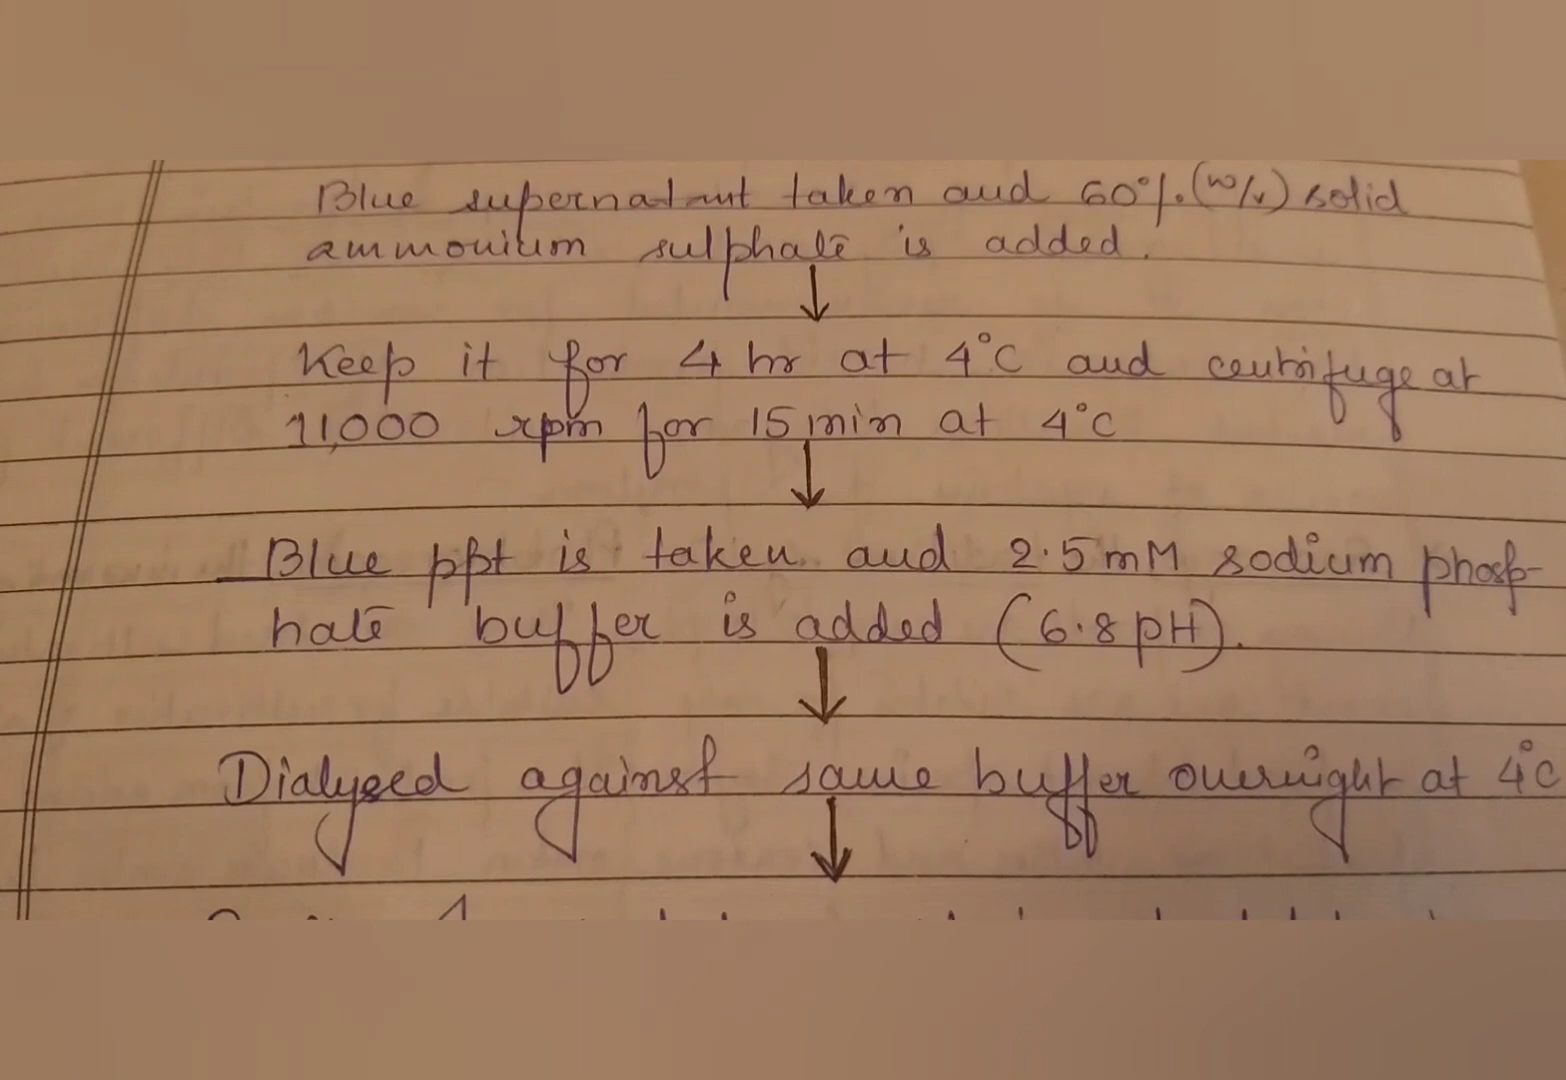 Blue supernatant taken and 60%(w/v) solid
ammonium sulphate is added.
↓
Keep it for 4 hr at 4°C and centrifuge at
11,000 rpm for 15 min at 4°C
↓
Blue ppt is taken and 2.5 mM sodium phosp-
hate buffer is added (6.8 pH).
↓
Dialysed against same buffer overnight at 4°C
↓